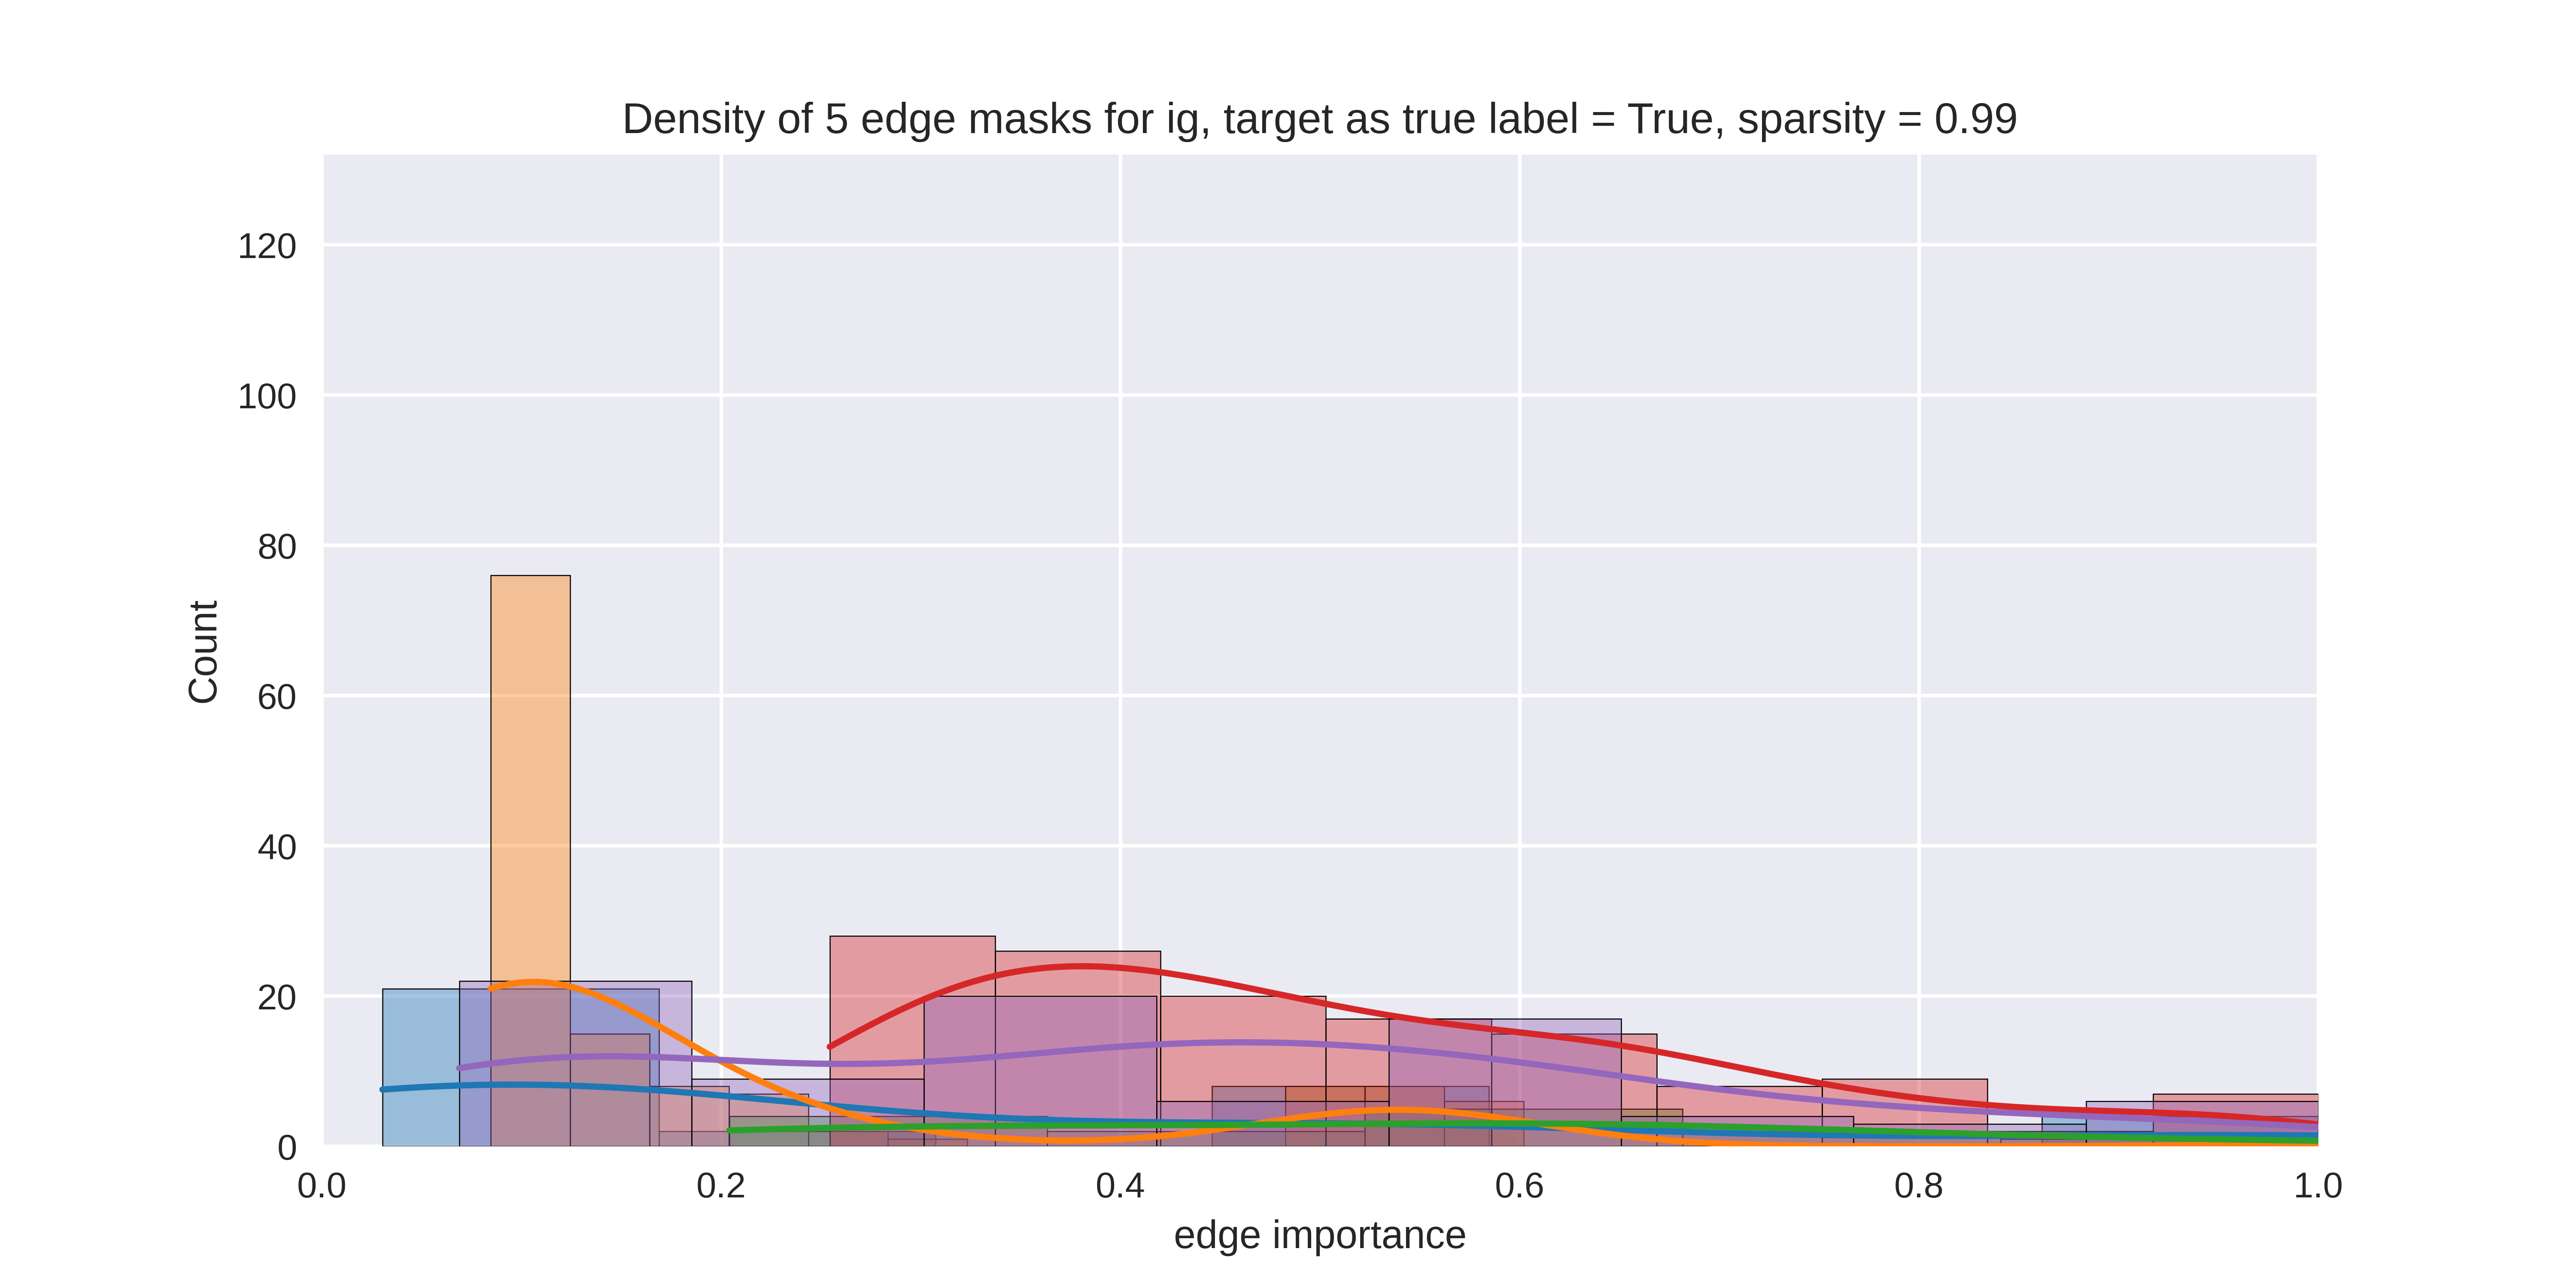 Density of 5 edge masks for ig, target as true label = True, sparsity = 0.99
120
100
80
60
40
20
0
Count
0.0 0.2 0.4 0.6 0.8 1.0
edge importance